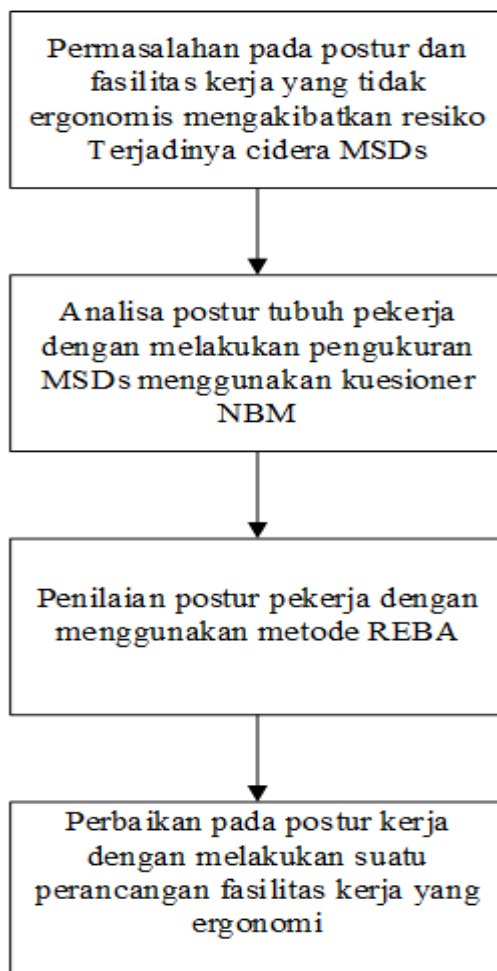 Permasalahan pada postur dan
fasilitas kerja yang tidak
ergonomis mengakibatkan resiko
Terjadinya cidera MSDs
Analisa postur tubuh pekerja
dengan melakukan pengukuran
MSDs menggunakan kuesioner
NBM
Penilaian postur pekerja dengan
menggunakan metode REBA
Perbaikan pada postur kerja
dengan melakukan suatu
perancangan fasilitas kerja yang
ergonomi